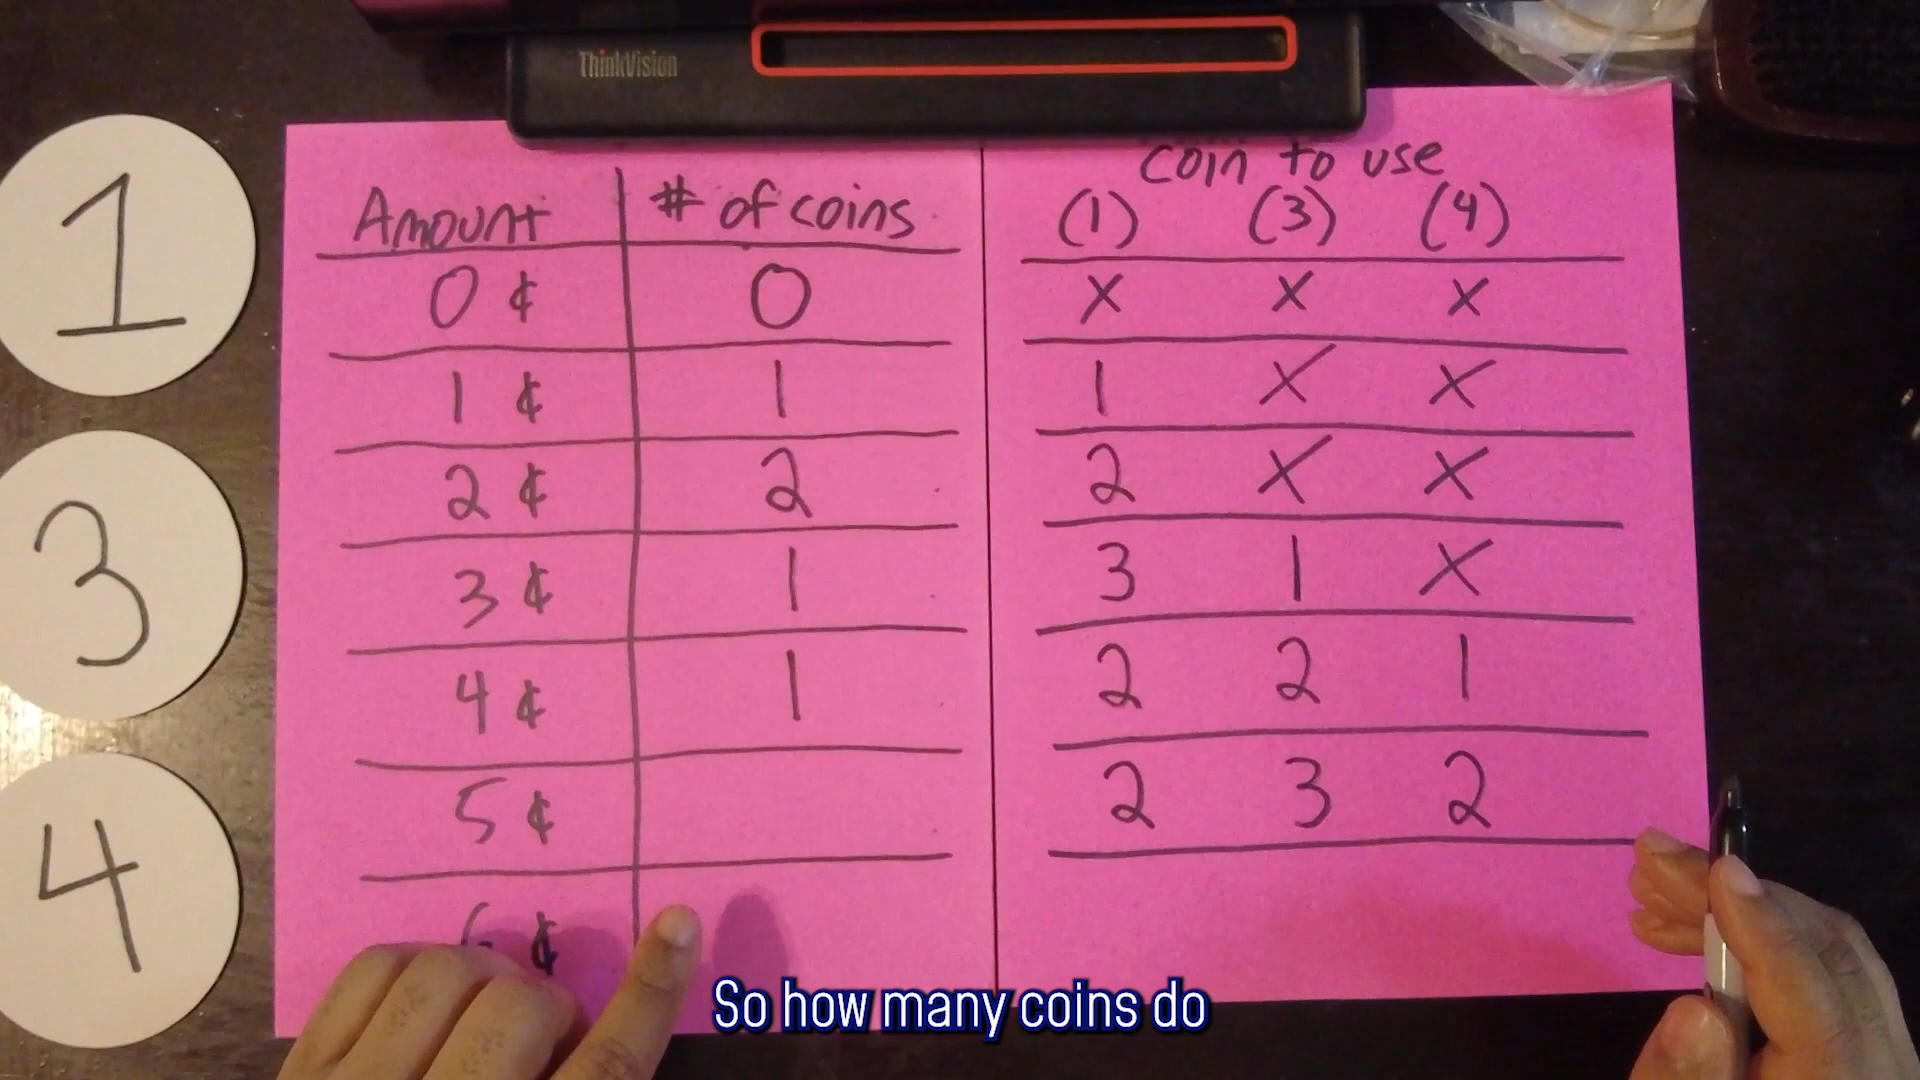 ThinkVision
coin to use
Amount # of coins (1) (3) (4)
0 ¢ 0 x x x
1 ¢ 1 1 x x
2 ¢ 2 2 x x
3 ¢ 1 3 1 x
4 ¢ 1 2 2 1
5 ¢ 2 3 2
¢
1
3
4
So how many coins do